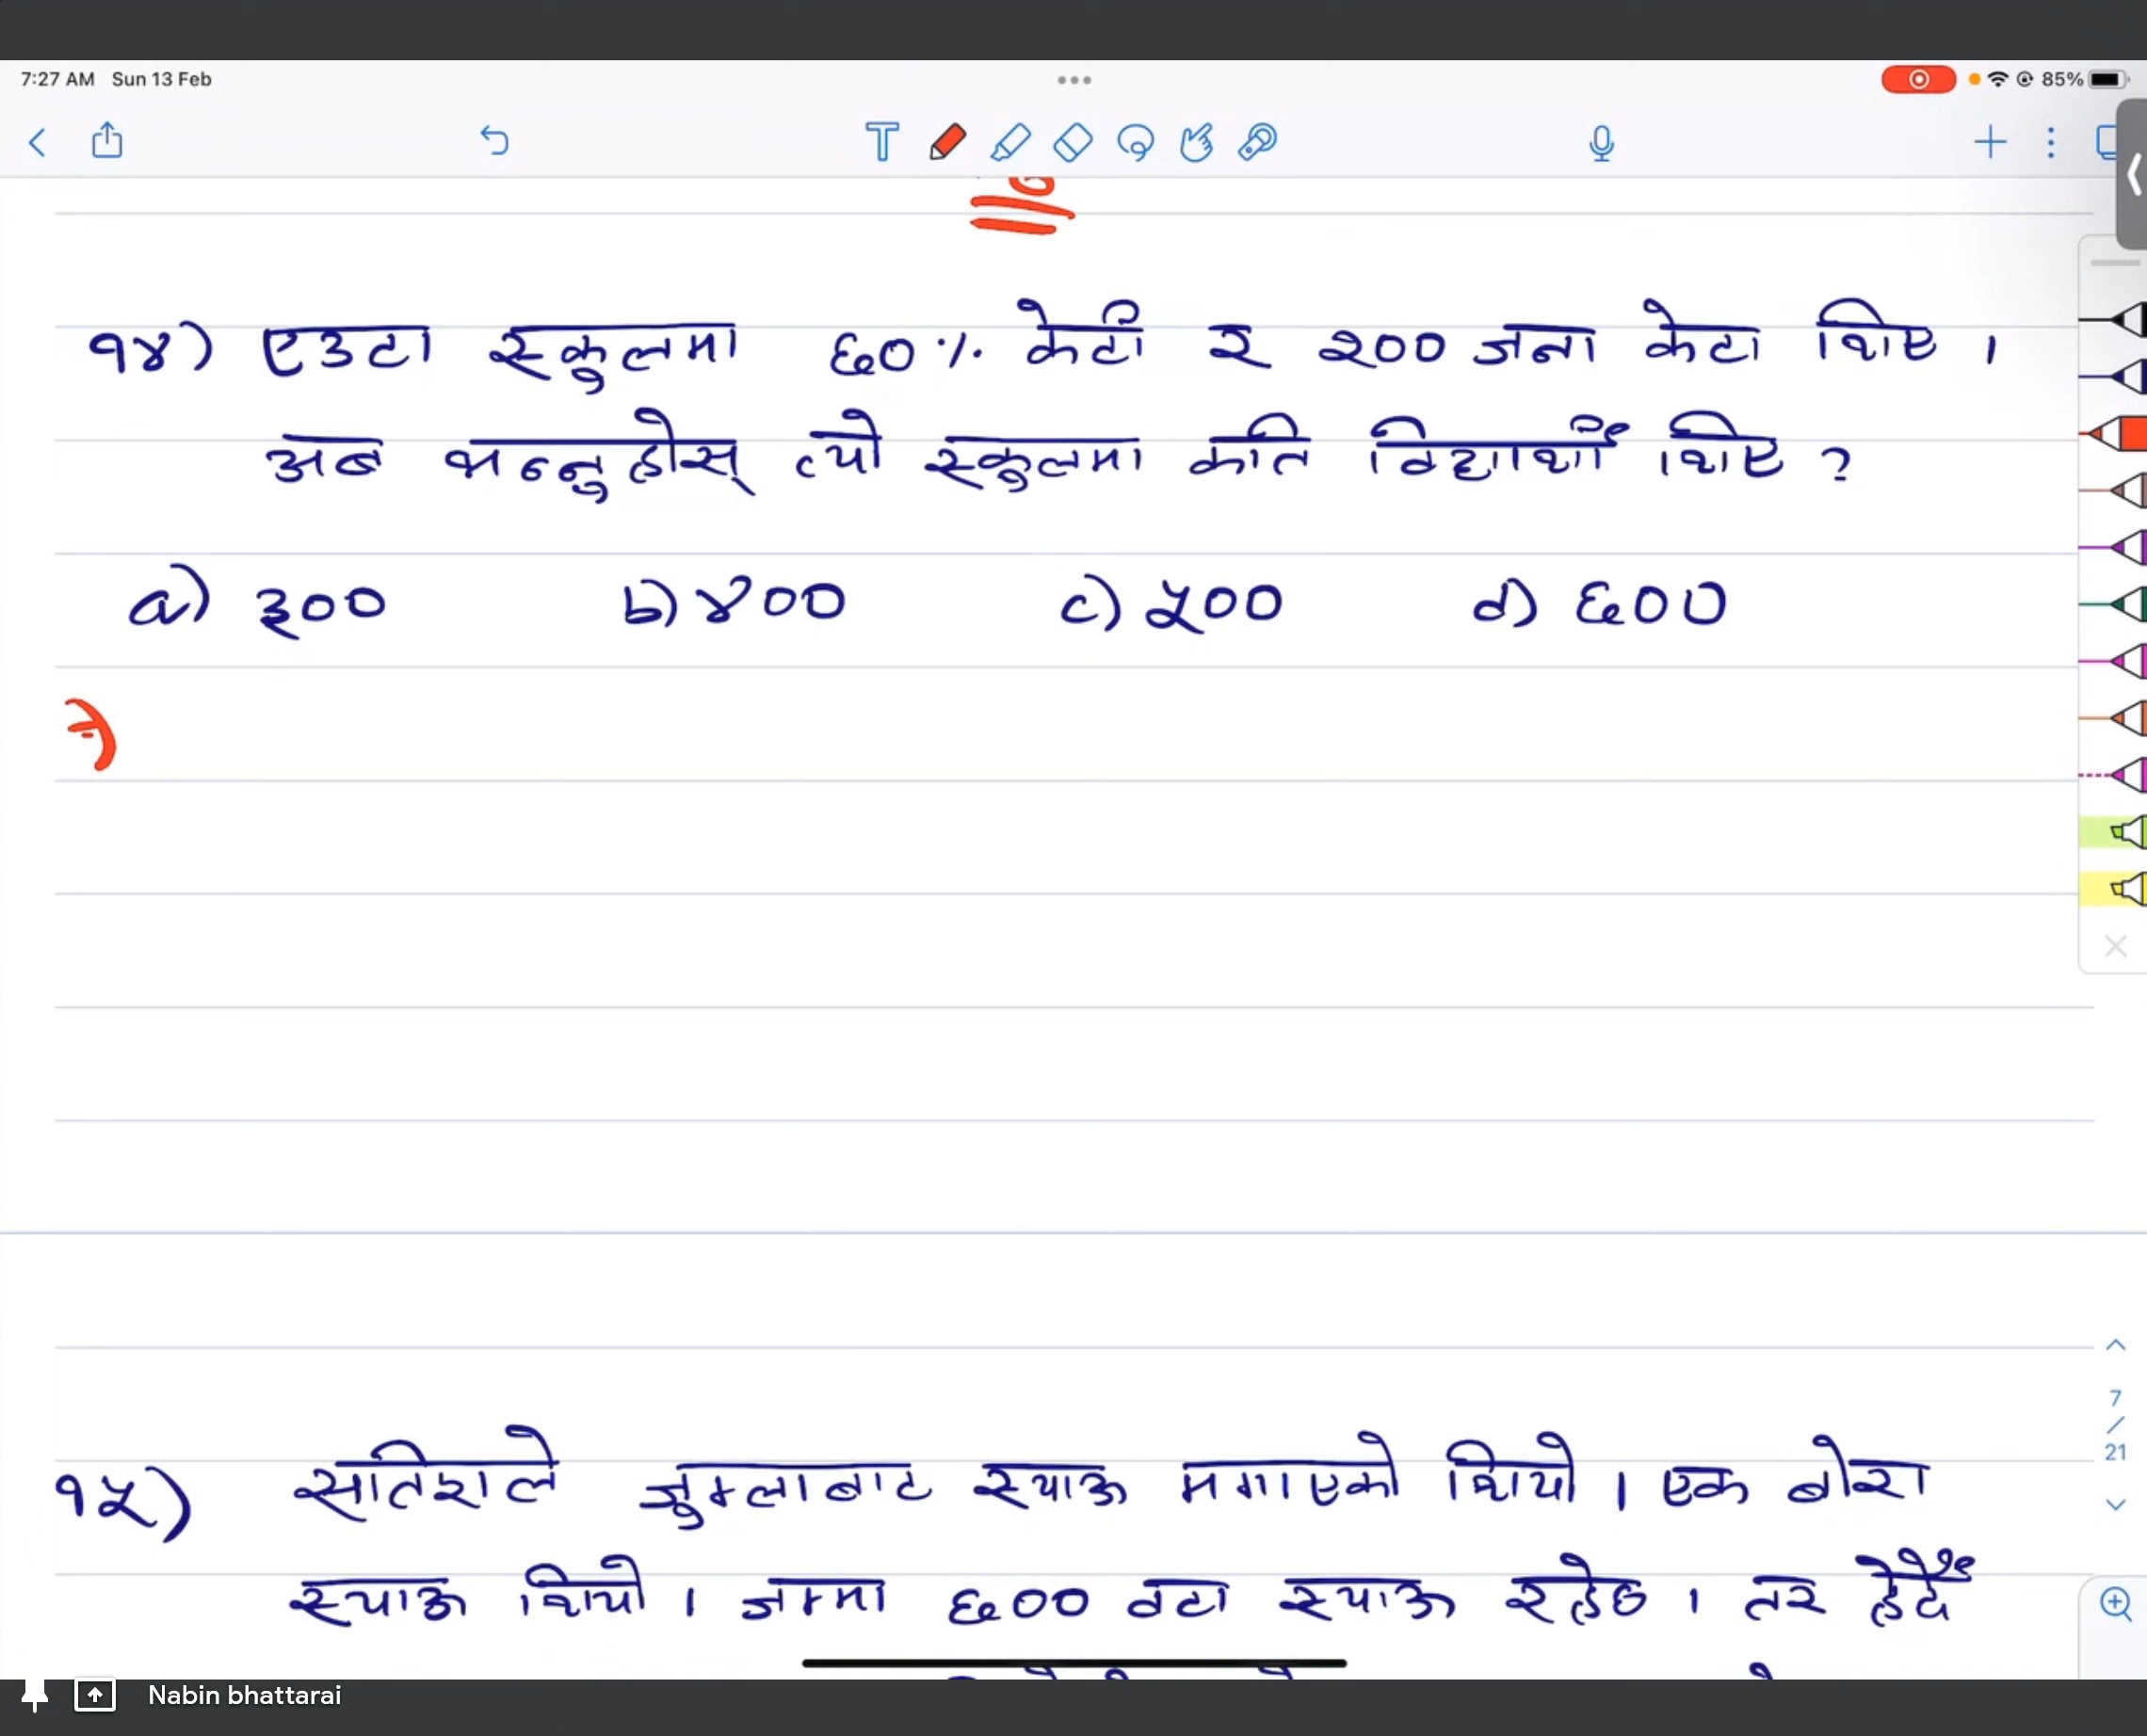 7:27 AM Sun 13 Feb
85%
१४) एउटा स्कुलमा ६०% केटी र २०० जना केटा थिए ।
अब भन्नुहोस् त्यो स्कुलमा कति विद्यार्थी थिए ?
a) ३०० b) ४०० c) ५०० d) ६००
7
/
21
१५) सतिशले जुम्लाबाट स्याऊ मगाएको थियो । एक बोरा
स्याऊ थियो । जम्मा ६०० वटा स्याऊ रहेछ । तर हेर्दै
Nabin bhattarai